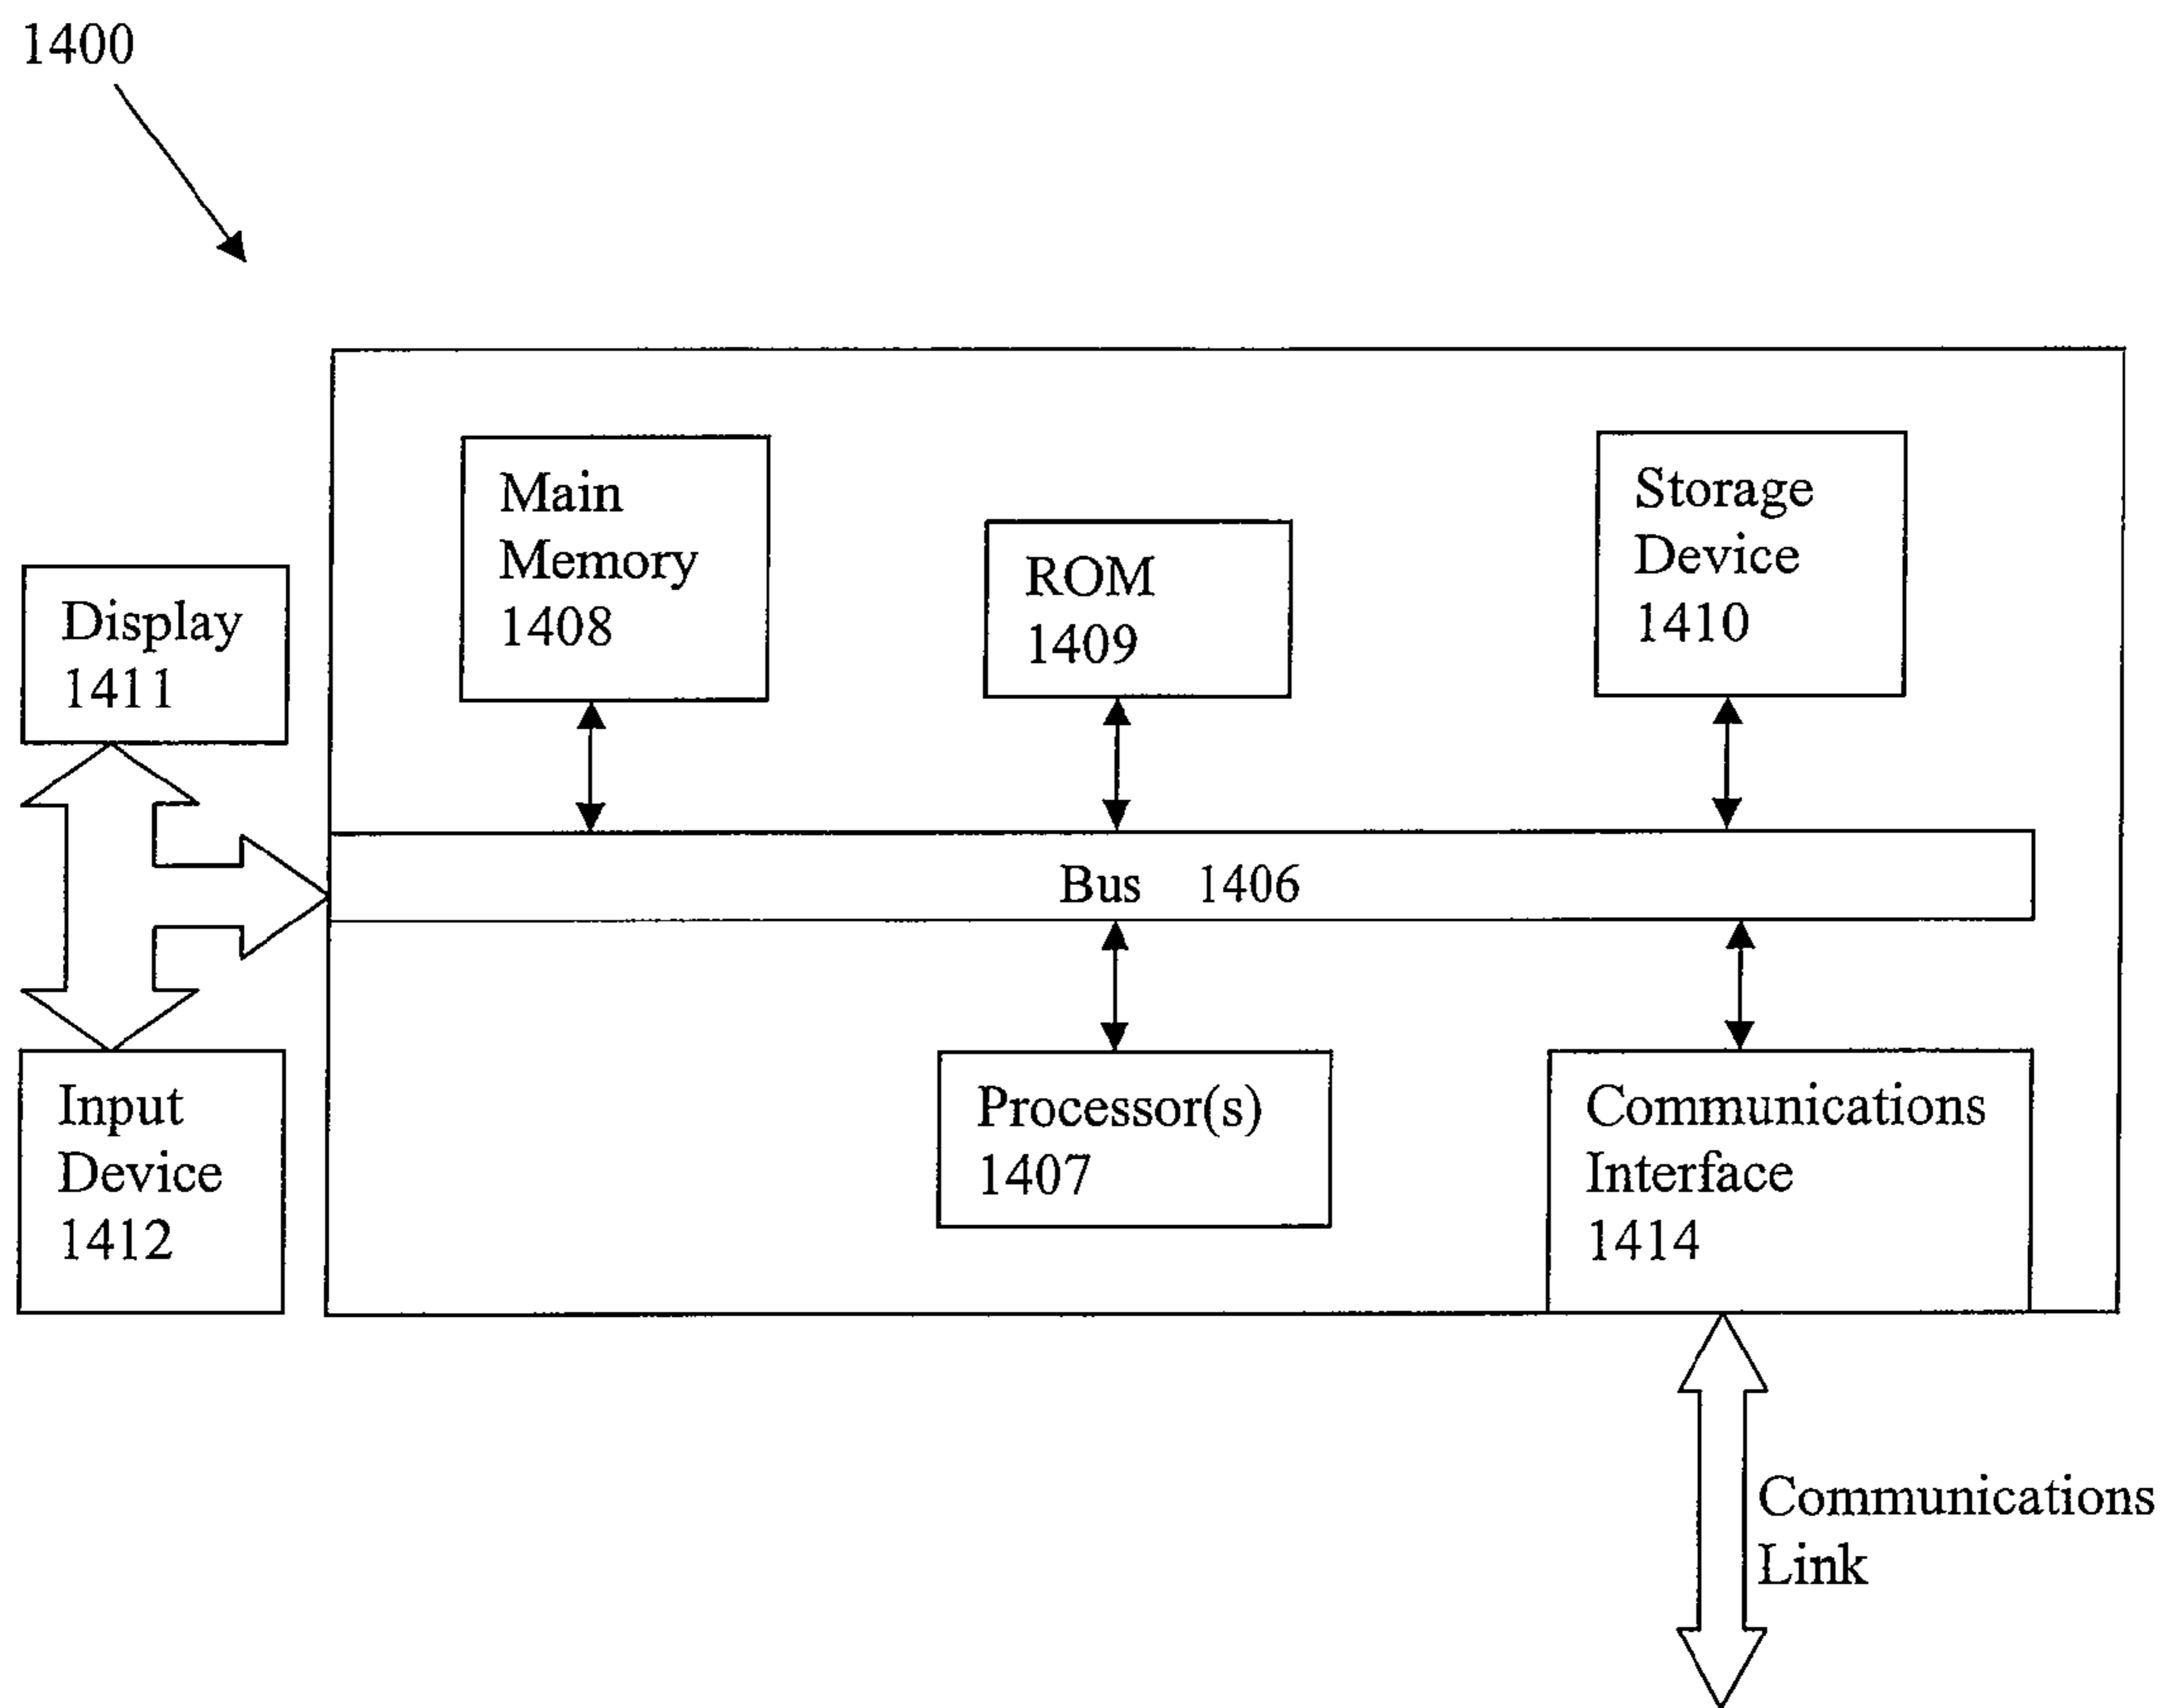 1400
Main
Memory
1408
ROM
1409
Storage
Device
1410
Display
1411
Bus 1406
Input
Device
1412
Processor(s)
1407
Communications
Interface
1414
Communications
Link